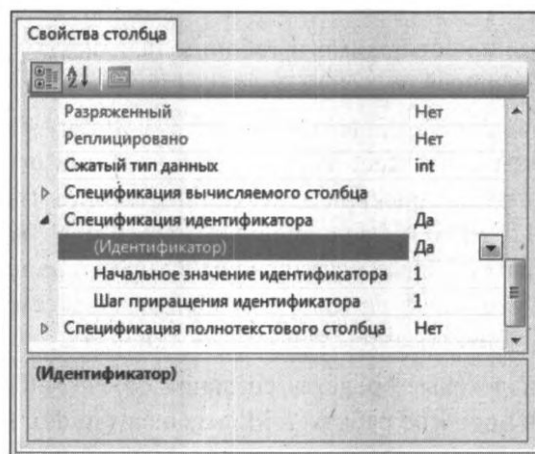 Свойства столбца
Разряженный Нет
Реплицировано Нет
Сжатый тип данных int
Спецификация вычисляемого столбца
Спецификация идентификатора Да
(Идентификатор) Да
Начальное значение идентификатора 1
Шаг приращения идентификатора 1
Спецификация полнотекстового столбца Нет
(Идентификатор)